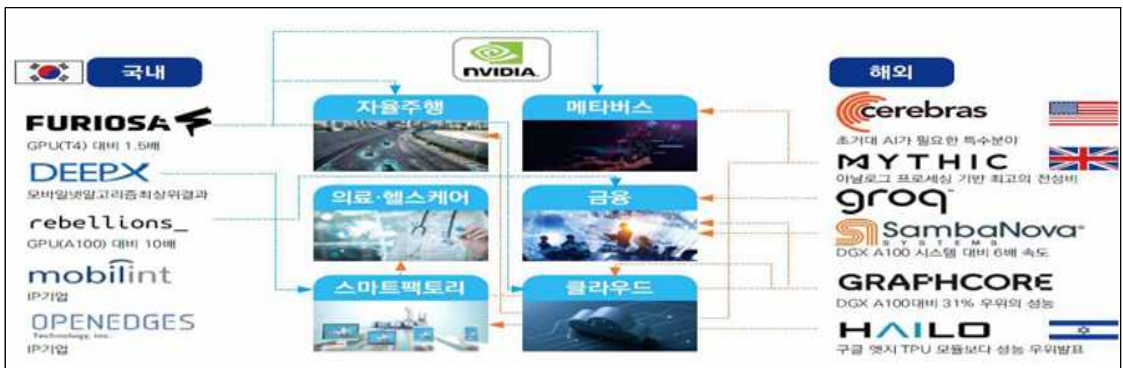 NVIDIA.
국내
해외
FURIOSA
GPU(T4) 대비 1.5배
DEEPX
모바일넷알고리즘최상위결과
rebellions_
GPU(A100) 대비 10배
mobilint
IP기업
OPENEDGES
Technology, Inc.
IP기업
자율주행
메타버스
의료·헬스케어
금융
스마트팩토리
클라우드
cerebras
초거대 AI가 필요한 특수분야
MYTHIC
아날로그 프로세싱 기반 최고의 전성비
groq™
SambaNova®
SYSTEMS
DGX A100 시스템 대비 6배 속도
GRAPHCORE
DGX A100대비 31% 우위의 성능
HAILO
구글 엣지 TPU 모듈보다 성능 우위발표